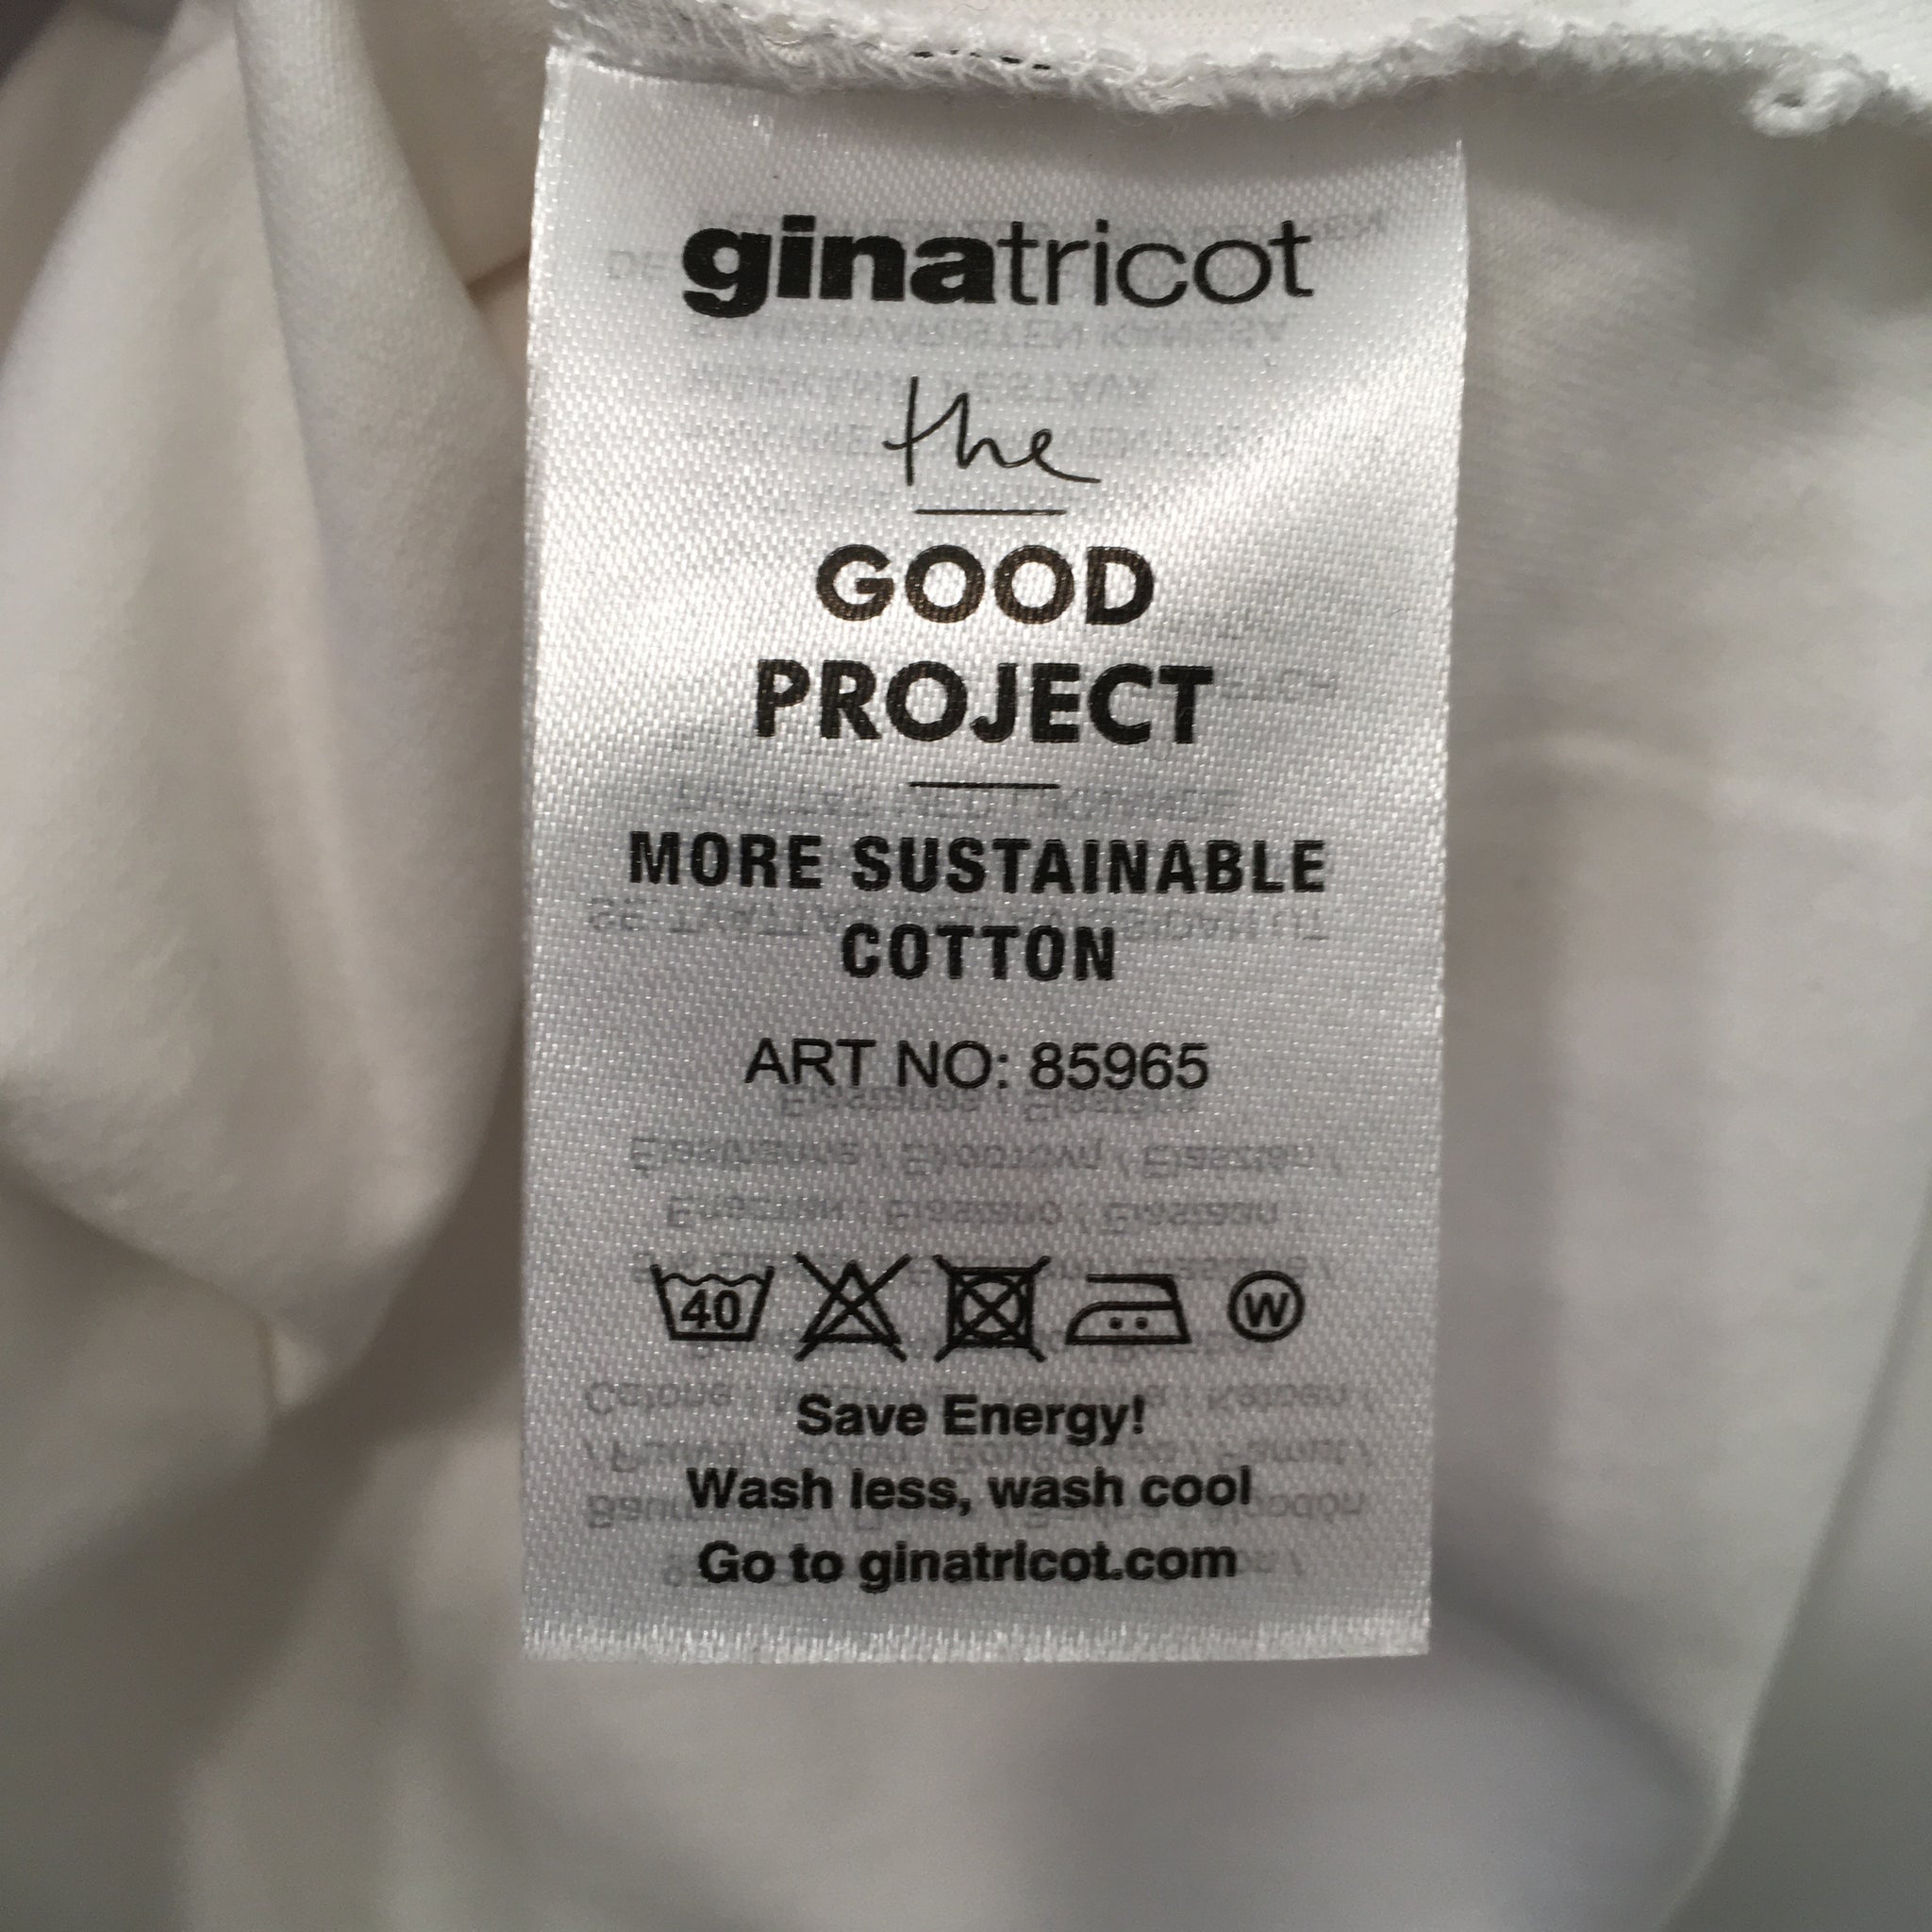 ginatricot
the
GOOD
PROJECT
MORE SUSTAINABLE
COTTON
ART NO: 85965
40
W
Save Energy!
Wash less, wash cool
Go to ginatricot.com